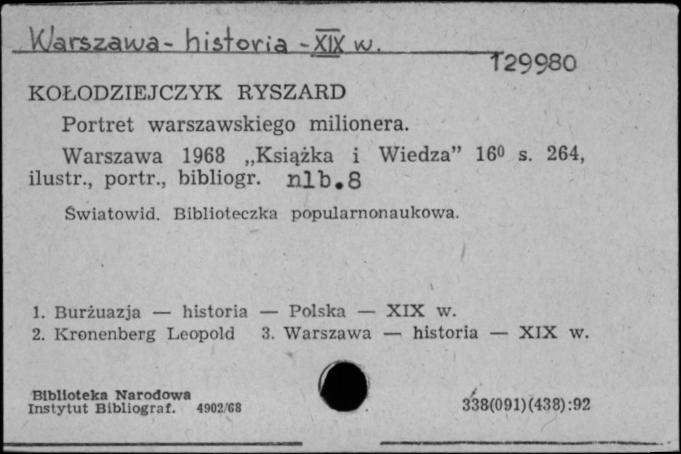 Warszawa - historia - XIX w.
129980
KOŁODZIEJCZYK RYSZARD
Portret warszawskiego milionera.
Warszawa 1968 „Książka i Wiedza” 16⁰ s. 264,
ilustr., portr., bibliogr. nlb.8
Światowid. Biblioteczka popularnonaukowa.
1. Burżuazja — historia — Polska — XIX w.
2. Kronenberg Leopold 3. Warszawa — historia — XIX w.
Biblioteka Narodowa
Instytut Bibliograf. 4902/68
338(091)(438):92